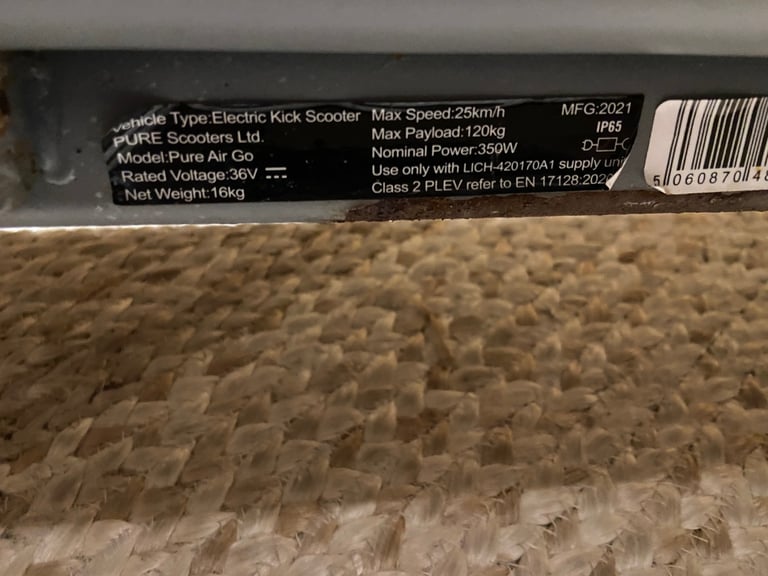 Vehicle Type:Electric Kick Scooter
PURE Scooters Ltd.
Model:Pure Air Go
Rated Voltage:36V
Net Weight:16kg
Max Speed:25km/h
Max Payload:120kg
Nominal Power:350W
Use only with LICH-420170A1 supply
Class 2 PLEV refer to EN 17128:
MFG:2021
IP65
5 060870